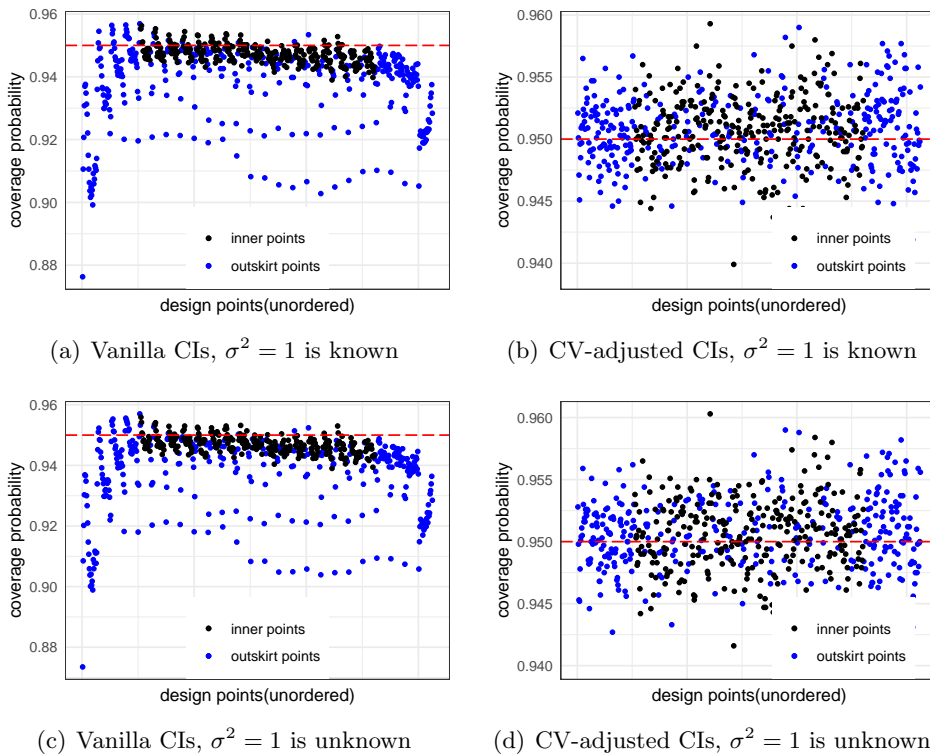 0.96
0.94
0.92
0.90
0.88
coverage probability
inner points
outskirt points
design points(unordered)
(a) Vanilla CIs, σ² = 1 is known
0.960
0.955
0.950
0.945
0.940
coverage probability
inner points
outskirt points
design points(unordered)
(b) CV-adjusted CIs, σ² = 1 is known
0.96
0.94
0.92
0.90
0.88
coverage probability
inner points
outskirt points
design points(unordered)
(c) Vanilla CIs, σ² = 1 is unknown
0.960
0.955
0.950
0.945
0.940
coverage probability
inner points
outskirt points
design points(unordered)
(d) CV-adjusted CIs, σ² = 1 is unknown